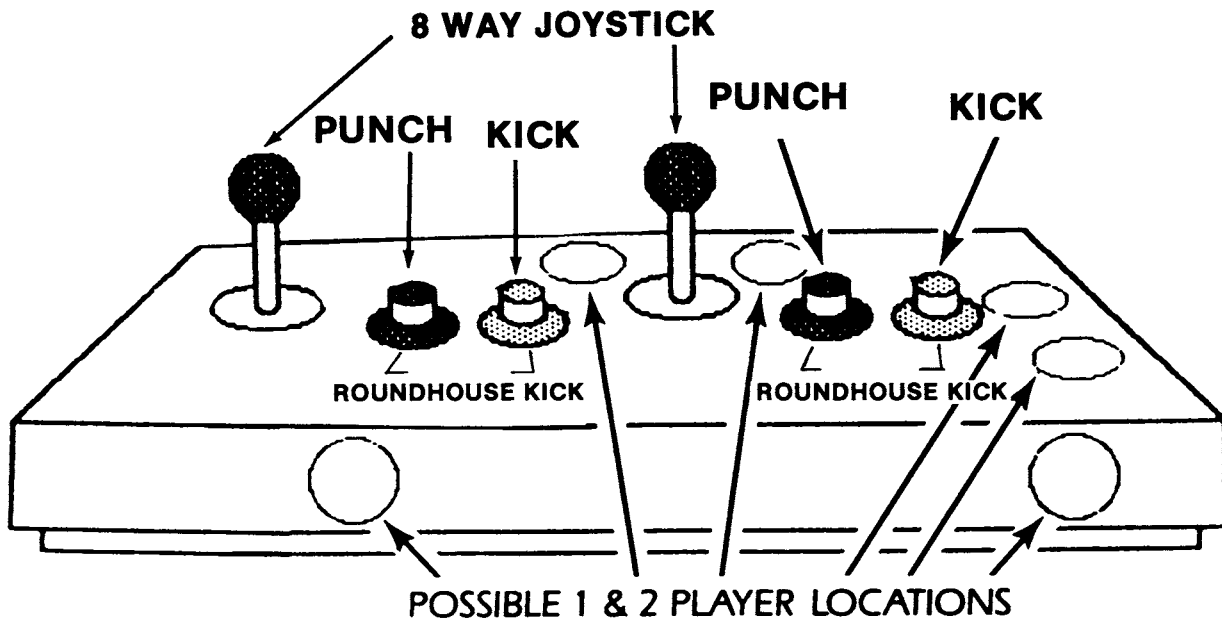 8 WAY JOYSTICK
PUNCH KICK
PUNCH KICK
ROUNDHOUSE KICK
ROUNDHOUSE KICK
POSSIBLE 1 & 2 PLAYER LOCATIONS